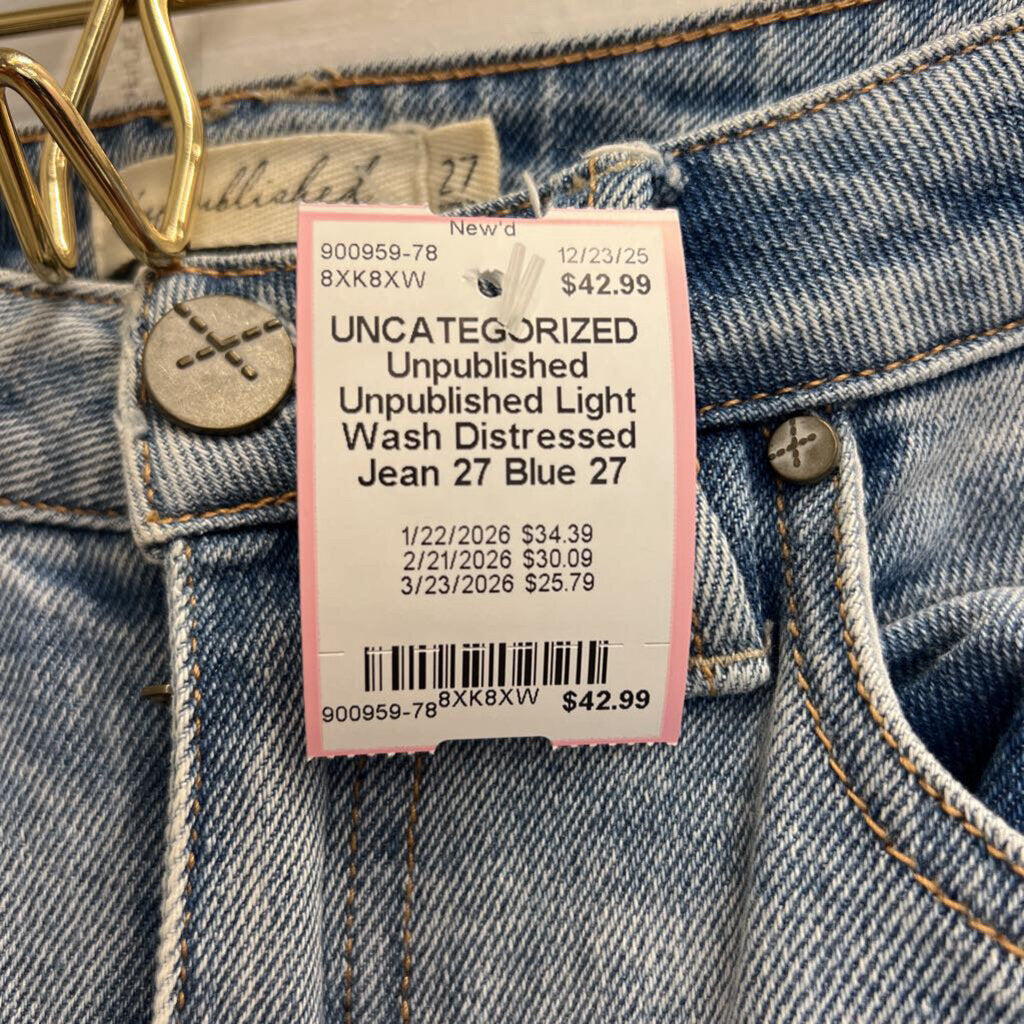 unpublished
27
New'd
900959-78 12/23/25
8XK8XW $42.99
UNCATEGORIZED
Unpublished
Unpublished Light
Wash Distressed
Jean 27 Blue 27
1/22/2026 $34.39
2/21/2026 $30.09
3/23/2026 $25.79
900959-78 8XK8XW $42.99